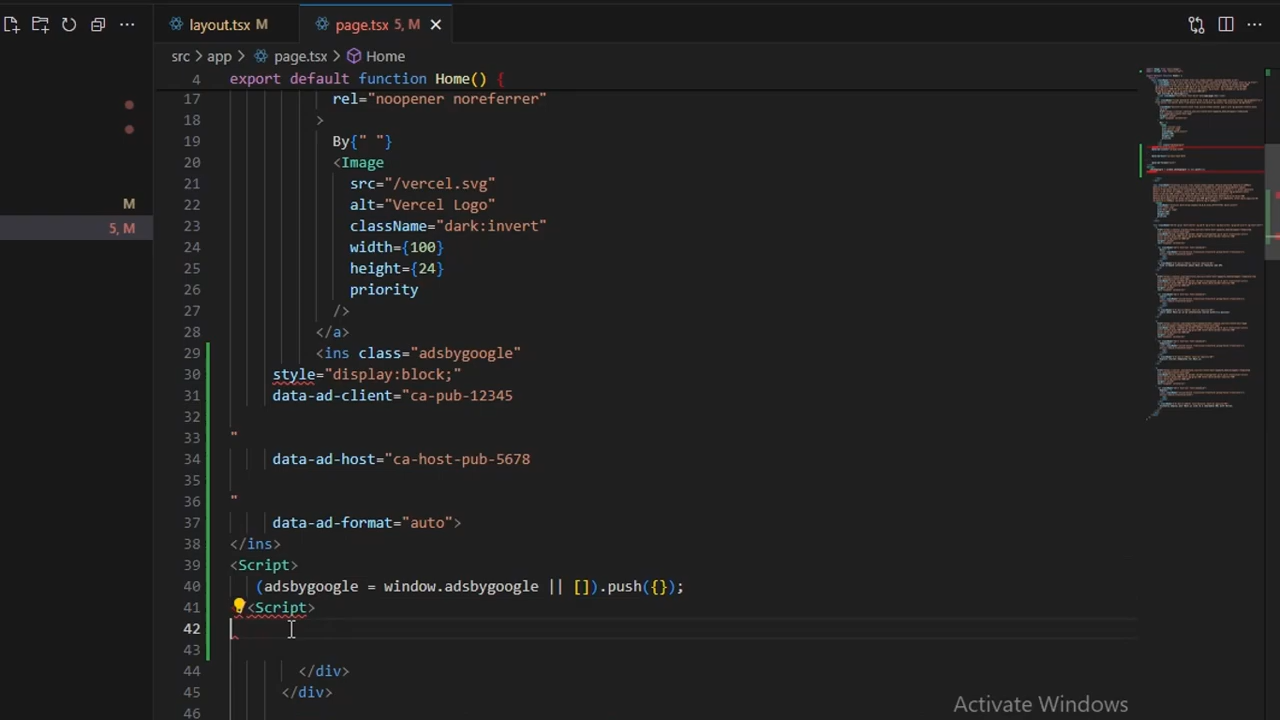 layout.tsx M
page.tsx 5, M
src > app > page.tsx > Home
4 export default function Home() {
17 rel="noopener noreferrer"
18 >
19 By{" "}
20 <Image
21 src="/vercel.svg"
22 alt="Vercel Logo"
23 className="dark:invert"
24 width={100}
25 height={24}
26 priority
27 />
28 </a>
29 <ins class="adsbygoogle"
30 style="display:block;"
31 data-ad-client="ca-pub-12345
32
33 "
34 data-ad-host="ca-host-pub-5678
35
36 "
37 data-ad-format="auto">
38 </ins>
39 <Script>
40 (adsbygoogle = window.adsbygoogle || []).push({});
41 <Script>
42
43
44 </div>
45 </div>
46
M
5, M
Activate Windows